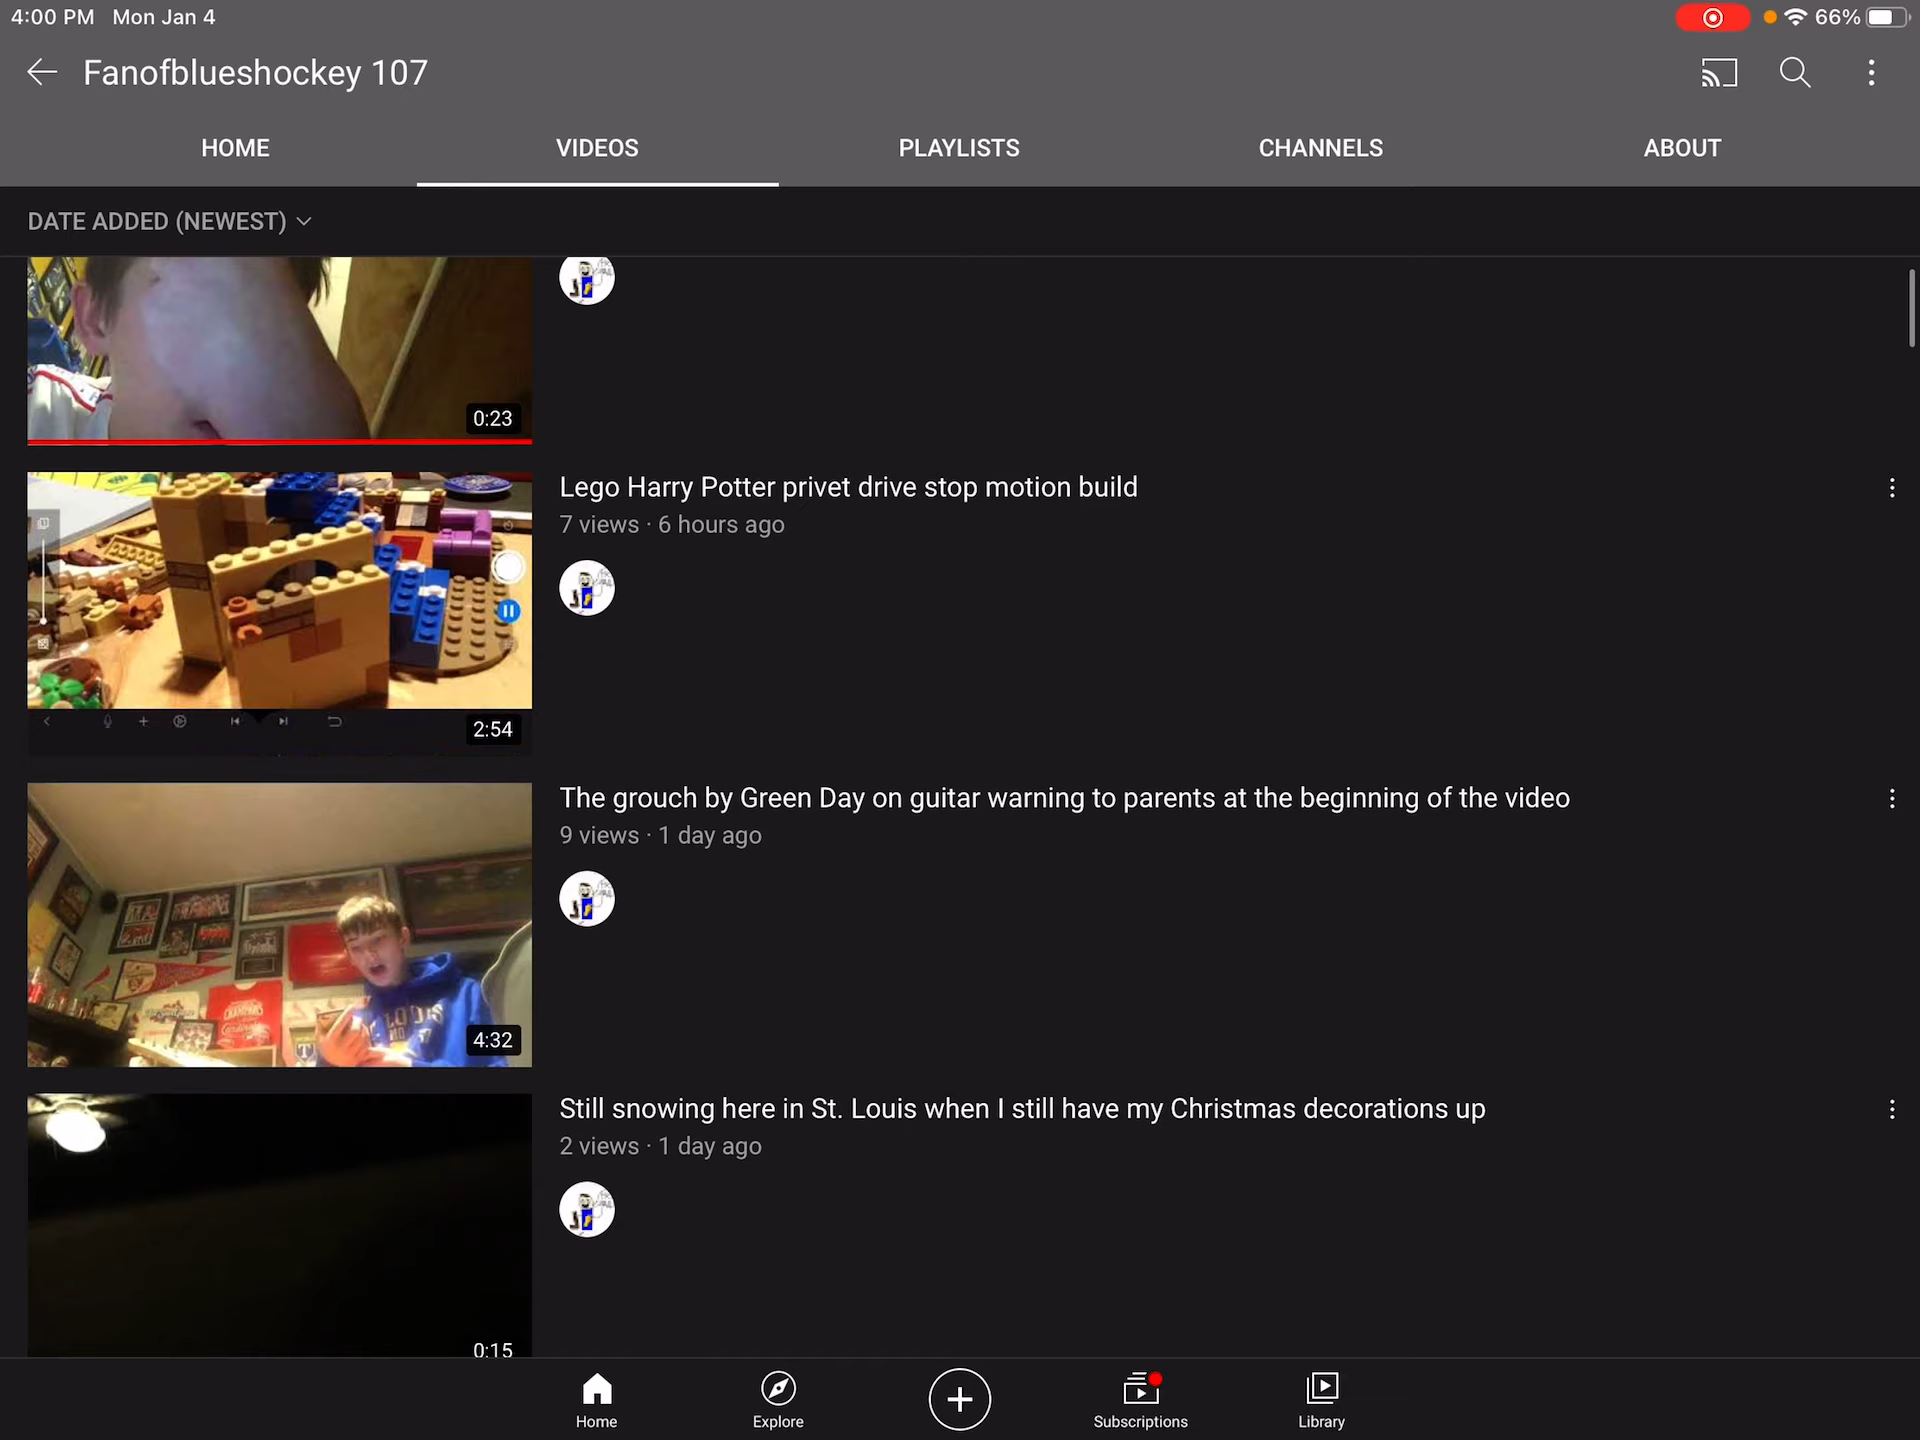 4:00 PM Mon Jan 4
66%
Fanofblueshockey 107
HOME VIDEOS PLAYLISTS CHANNELS ABOUT
DATE ADDED (NEWEST)
0:23
Lego Harry Potter privet drive stop motion build
7 views · 6 hours ago
2:54
The grouch by Green Day on guitar warning to parents at the beginning of the video
9 views · 1 day ago
4:32
Still snowing here in St. Louis when I still have my Christmas decorations up
2 views · 1 day ago
0:15
Home Explore Subscriptions Library